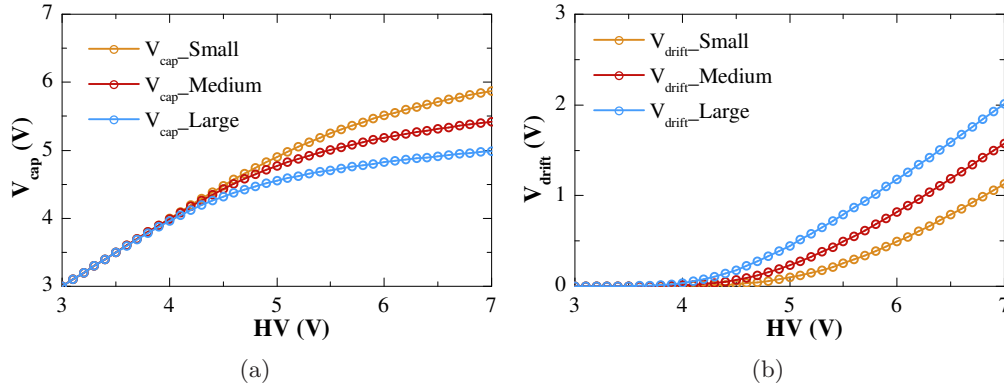 7
6
5
4
3
V_cap (V)
V_cap_Small
V_cap_Medium
V_cap_Large
3 4 5 6 7
HV (V)
(a)
3
2
1
0
V_drift (V)
V_drift_Small
V_drift_Medium
V_drift_Large
3 4 5 6 7
HV (V)
(b)